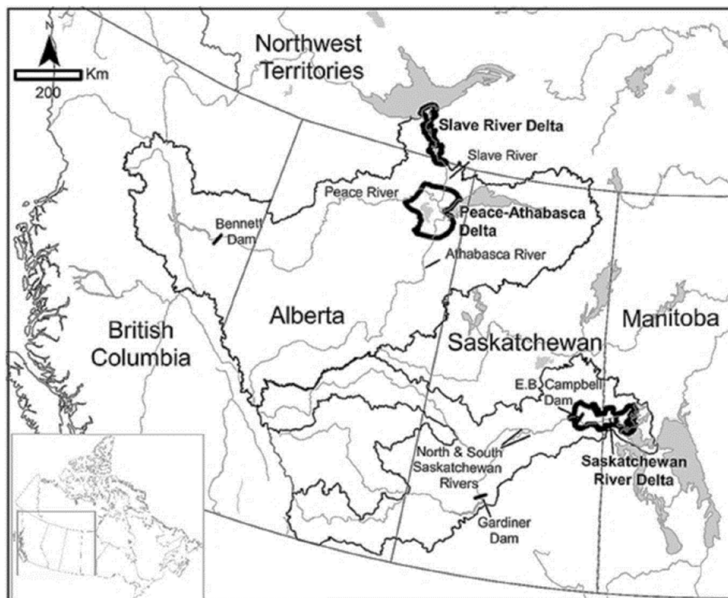 Northwest
Territories
Km
200
Slave River Delta
Slave River
Peace River
Peace-Athabasca
Delta
Bennett
Dam
Athabasca River
Alberta
British
Columbia
Saskatchewan
Manitoba
E.B. Campbell
Dam
North & South
Saskatchewan
Rivers
Saskatchewan
River Delta
Gardiner
Dam